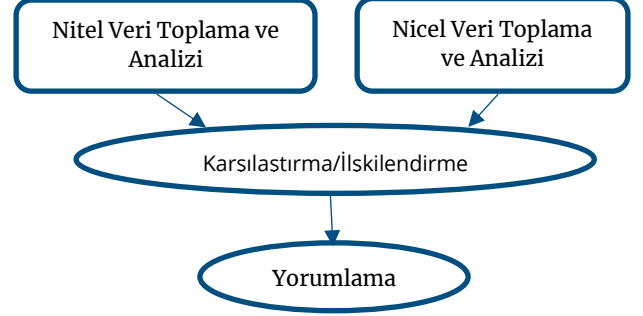 Nitel Veri Toplama ve
Analizi
Nicel Veri Toplama
ve Analizi
Karsılastırma/İlskilendirme
Yorumlama